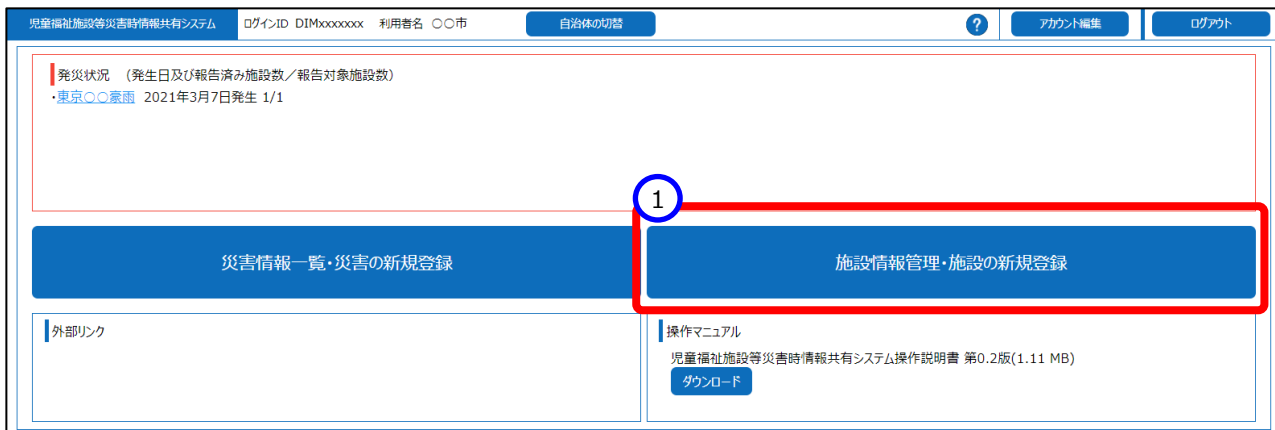 児童福祉施設等災害時情報共有システム ログインID DIMxxxxxxx 利用者名 〇〇市 自治体の切替 ? アカウント編集 ログアウト
発災状況 （発生日及び報告済み施設数／報告対象施設数）
・東京〇〇豪雨 2021年3月7日発生 1/1
1
災害情報一覧・災害の新規登録
施設情報管理・施設の新規登録
外部リンク
操作マニュアル
児童福祉施設等災害時情報共有システム操作説明書 第0.2版(1.11 MB)
ダウンロード